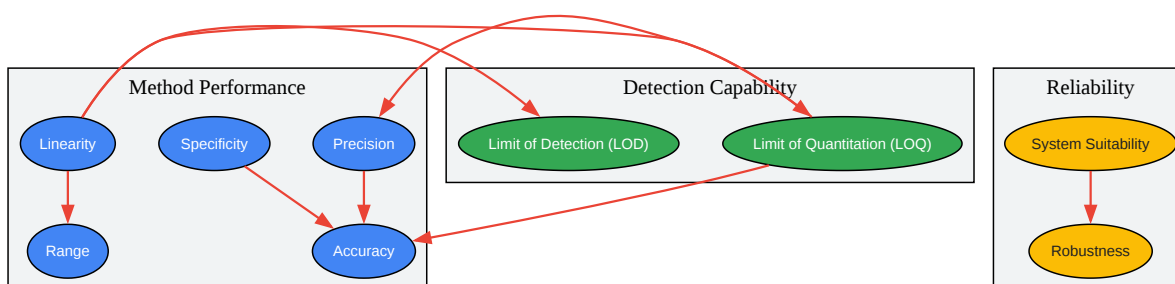 Method Performance
Detection Capability
Reliability
Linearity
Specificity
Precision
Limit of Detection (LOD)
Limit of Quantitation (LOQ)
System Suitability
Range
Accuracy
Robustness